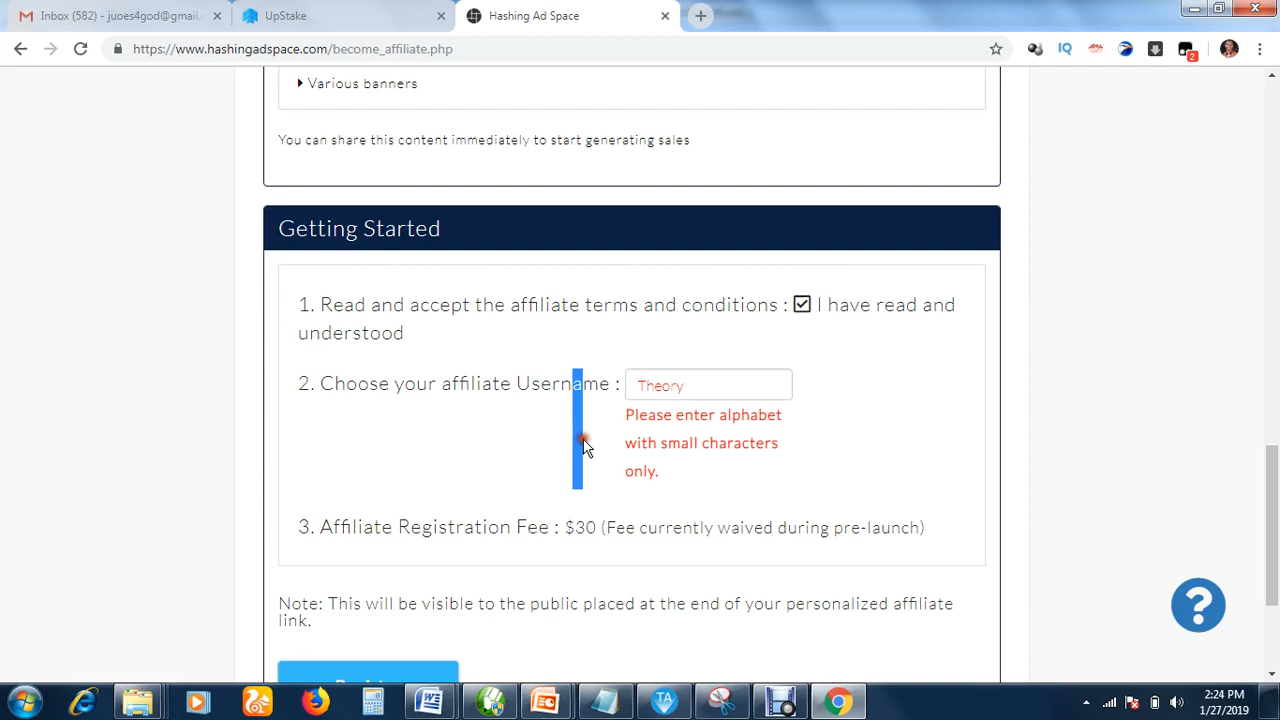 Inbox (582) - juoes4god@gmail
UpStake
Hashing Ad Space
https://www.hashingadspace.com/become_affiliate.php
2
Various banners
You can share this content immediately to start generating sales
Getting Started
1. Read and accept the affiliate terms and conditions : I have read and
understood
2. Choose your affiliate Username : Theory
Please enter alphabet
with small characters
only.
3. Affiliate Registration Fee : $30 (Fee currently waived during pre-launch)
Note: This will be visible to the public placed at the end of your personalized affiliate
link.
2:24 PM
1/27/2019